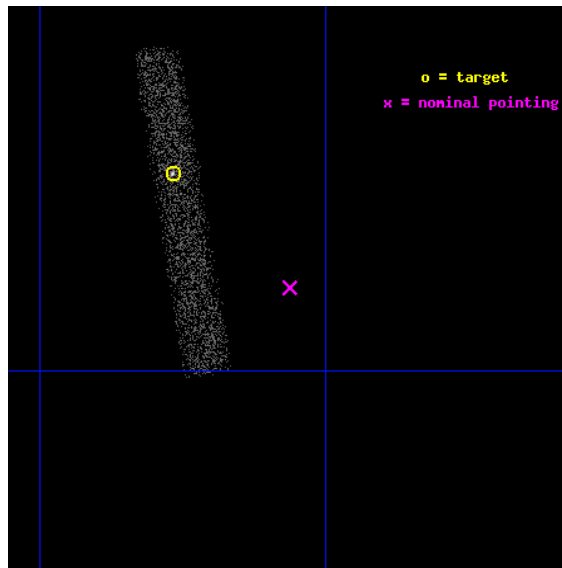 o = target
x = nominal pointing